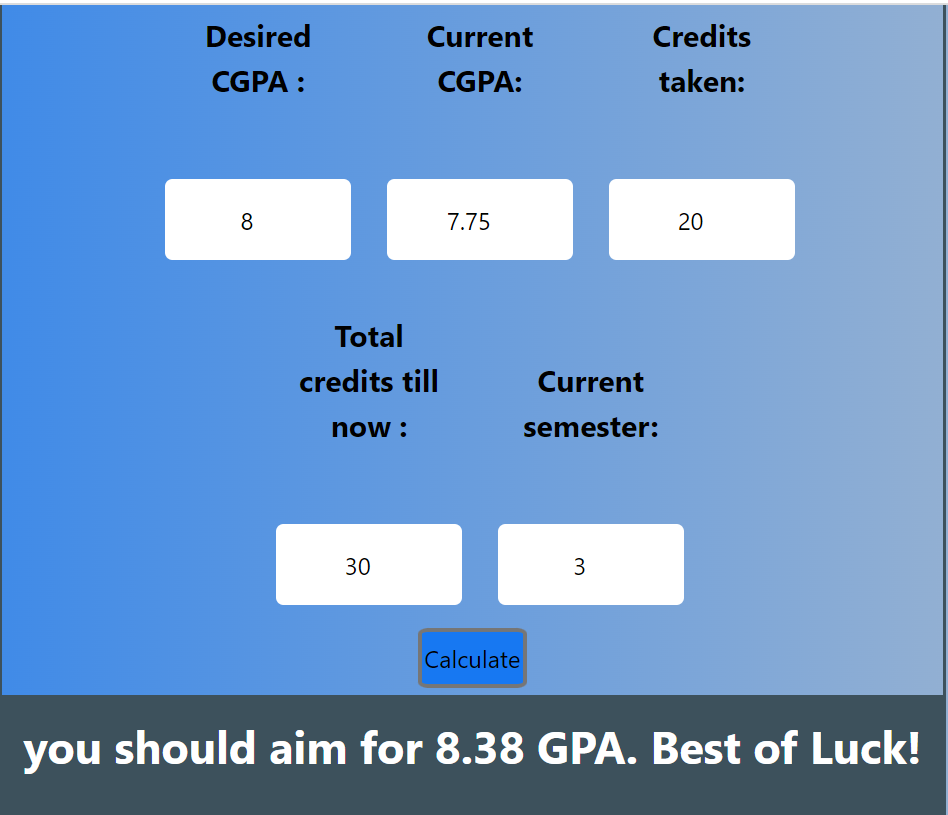 Desired
CGPA :
Current
CGPA:
Credits
taken:
8
7.75
20
Total
credits till
now :
Current
semester:
30
3
Calculate
you should aim for 8.38 GPA. Best of Luck!